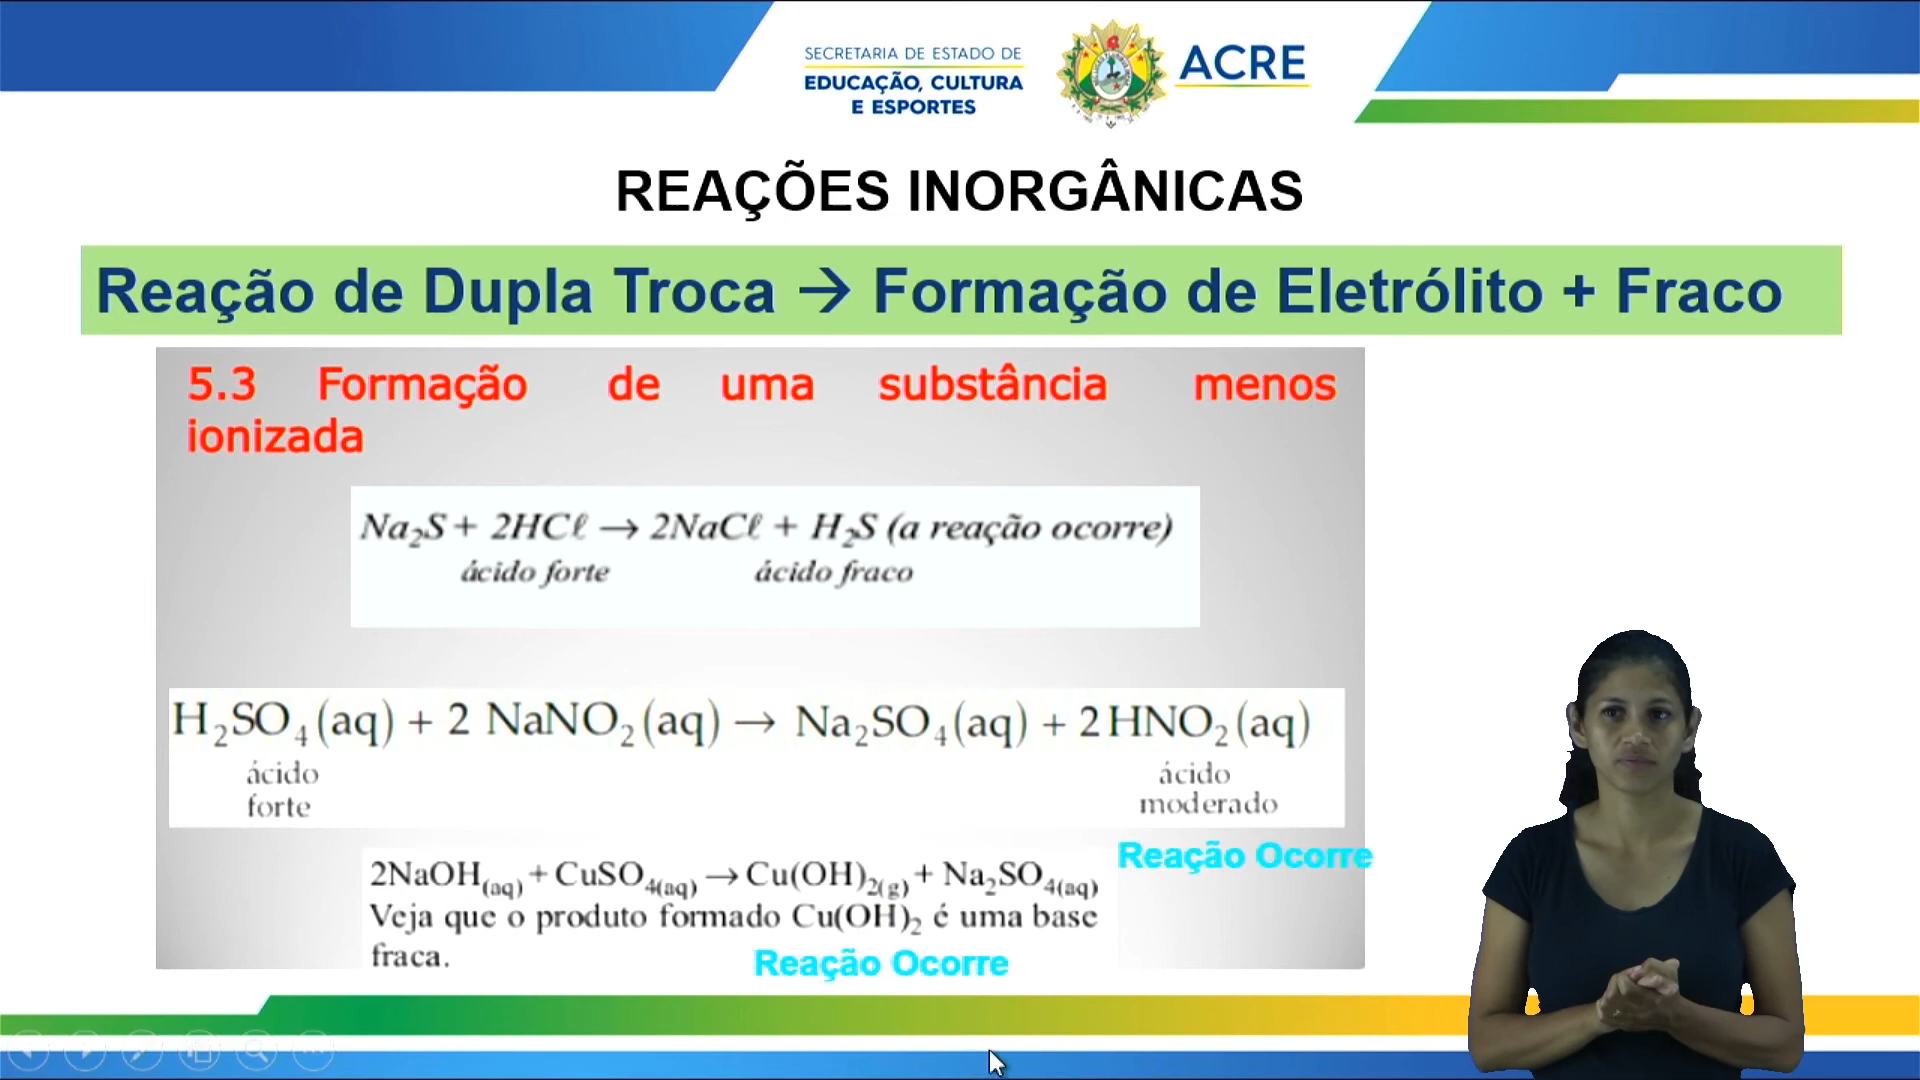 SECRETARIA DE ESTADO DE
EDUCAÇÃO, CULTURA
E ESPORTES
ACRE
REAÇÕES INORGÂNICAS
Reação de Dupla Troca → Formação de Eletrólito + Fraco
5.3 Formação de uma substância menos
ionizada
Na₂S + 2HCℓ → 2NaCℓ + H₂S (a reação ocorre)
ácido forte ácido fraco
H₂SO₄(aq) + 2 NaNO₂(aq) → Na₂SO₄(aq) + 2HNO₂(aq)
ácido ácido
forte moderado
Reação Ocorre
2NaOH(aq) + CuSO₄(aq) → Cu(OH)₂(g) + Na₂SO₄(aq)
Veja que o produto formado Cu(OH)₂ é uma base
fraca.
Reação Ocorre